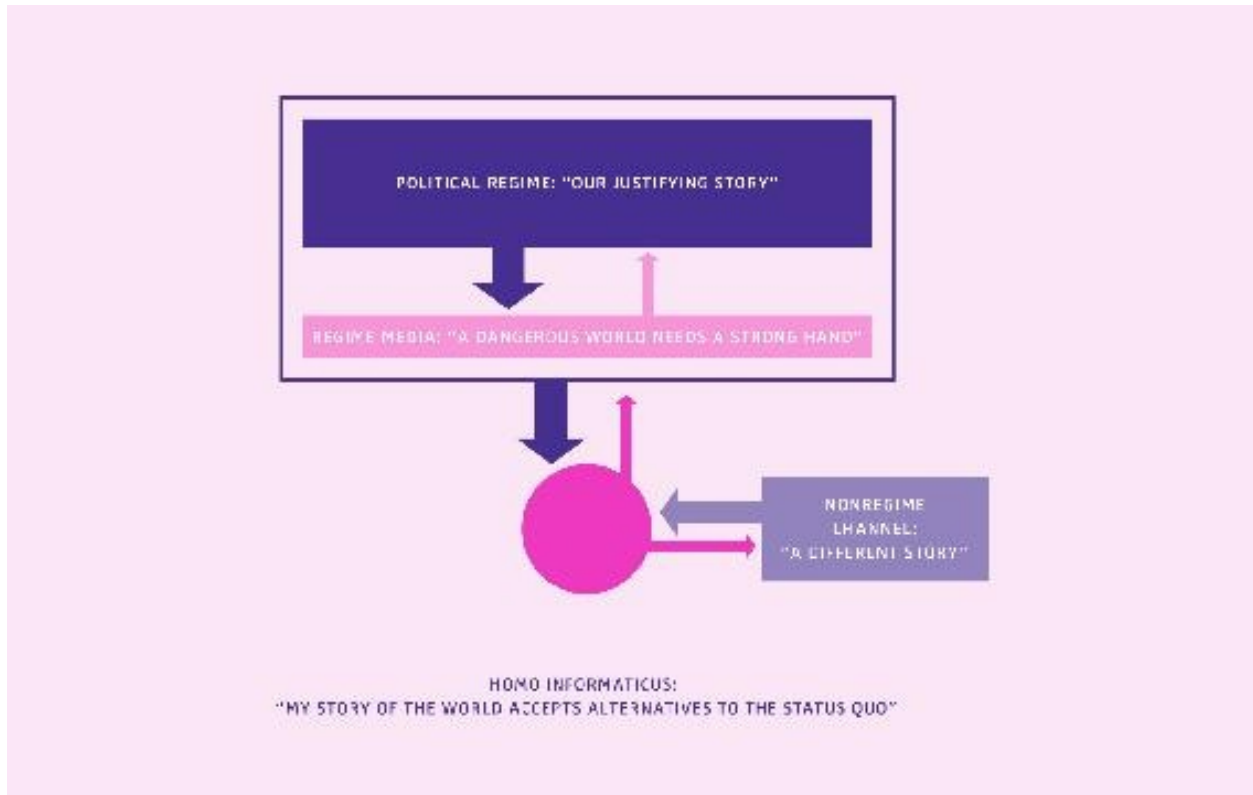 POLITICAL REGIME: "OUR JUSTIFYING STORY"
REGIME MEDIA: "A DANGEROUS WORLD NEEDS A STRONG HAND"
NONREGIME
CHANNEL:
"A DIFFERENT STORY"
HOMO INFORMATICUS:
"MY STORY OF THE WORLD ACCEPTS ALTERNATIVES TO THE STATUS QUO"